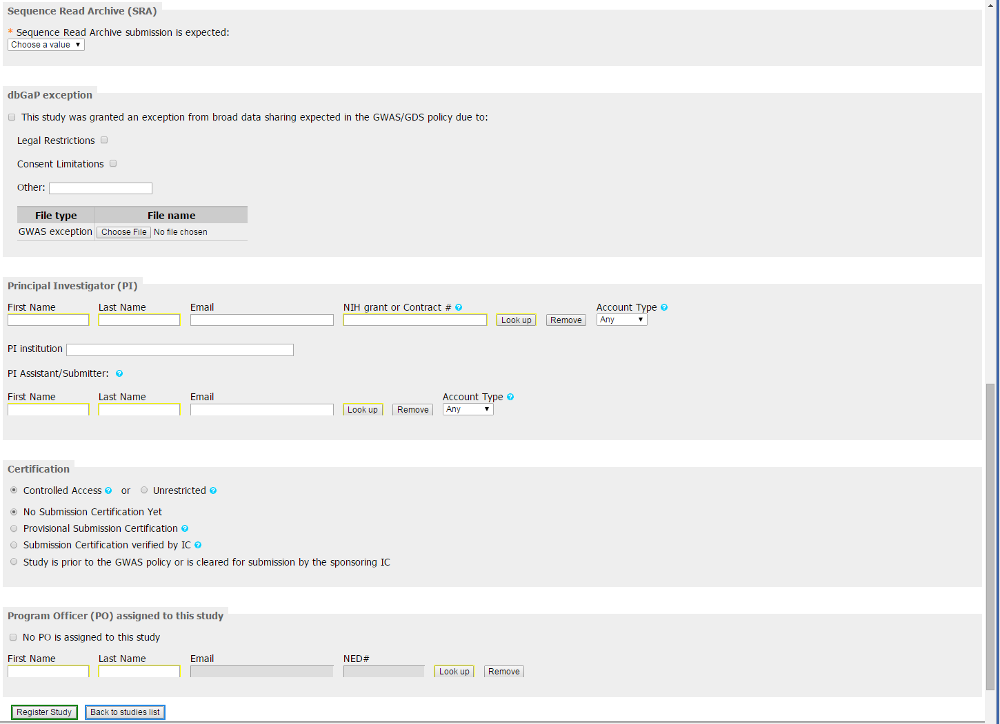 Sequence Read Archive (SRA)
* Sequence Read Archive submission is expected:
Choose a value
dbGaP exception
This study was granted an exception from broad data sharing expected in the GWAS/GDS policy due to:
Legal Restrictions
Consent Limitations
Other:
File type File name
GWAS exception Choose File No file chosen
Principal Investigator (PI)
First Name Last Name Email NIH grant or Contract # ? Account Type ?
Look up Remove Any
PI institution
PI Assistant/Submitter: ?
First Name Last Name Email Account Type ?
Look up Remove Any
Certification
Controlled Access ? or Unrestricted ?
No Submission Certification Yet
Provisional Submission Certification ?
Submission Certification verified by IC ?
Study is prior to the GWAS policy or is cleared for submission by the sponsoring IC
Program Officer (PO) assigned to this study
No PO is assigned to this study
First Name Last Name Email NED#
Look up Remove
Register Study Back to studies list